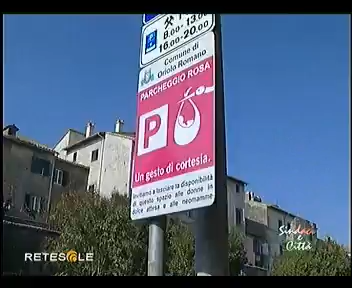 8.00-13.00
16.00-20.00
Comune di
Oriolo Romano
PARCHEGGIO ROSA
P
Un gesto di cortesia.
Invitiamo a lasciare la disponibilità
di questo spazio alle donne in
dolce attesa e alle neomamme
Sindaci
e
Città
RETESOLE